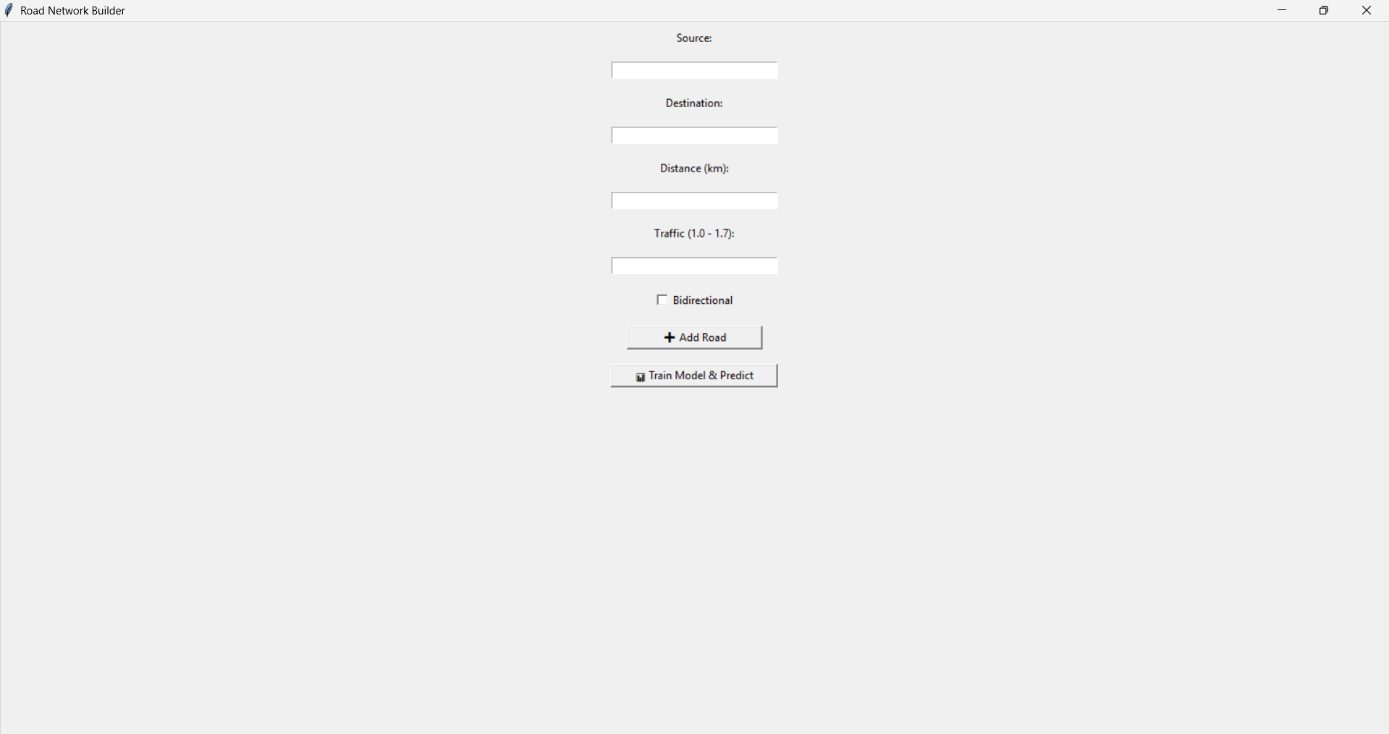 Road Network Builder
Source:
Destination:
Distance (km):
Traffic (1.0 - 1.7):
Bidirectional
➕ Add Road
📊 Train Model & Predict